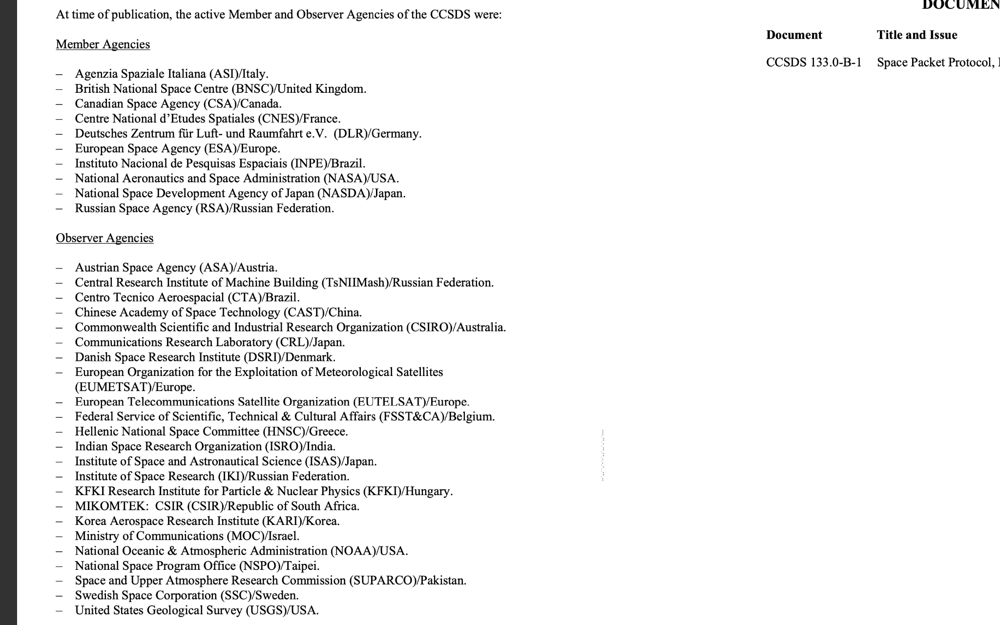 At time of publication, the active Member and Observer Agencies of the CCSDS were:
Member Agencies
– Agenzia Spaziale Italiana (ASI)/Italy.
– British National Space Centre (BNSC)/United Kingdom.
– Canadian Space Agency (CSA)/Canada.
– Centre National d’Etudes Spatiales (CNES)/France.
– Deutsches Zentrum für Luft- und Raumfahrt e.V.  (DLR)/Germany.
– European Space Agency (ESA)/Europe.
– Instituto Nacional de Pesquisas Espaciais (INPE)/Brazil.
– National Aeronautics and Space Administration (NASA)/USA.
– National Space Development Agency of Japan (NASDA)/Japan.
– Russian Space Agency (RSA)/Russian Federation.
Observer Agencies
– Austrian Space Agency (ASA)/Austria.
– Central Research Institute of Machine Building (TsNIIMash)/Russian Federation.
– Centro Tecnico Aeroespacial (CTA)/Brazil.
– Chinese Academy of Space Technology (CAST)/China.
– Commonwealth Scientific and Industrial Research Organization (CSIRO)/Australia.
– Communications Research Laboratory (CRL)/Japan.
– Danish Space Research Institute (DSRI)/Denmark.
– European Organization for the Exploitation of Meteorological Satellites
(EUMETSAT)/Europe.
– European Telecommunications Satellite Organization (EUTELSAT)/Europe.
– Federal Service of Scientific, Technical & Cultural Affairs (FSST&CA)/Belgium.
– Hellenic National Space Committee (HNSC)/Greece.
– Indian Space Research Organization (ISRO)/India.
– Institute of Space and Astronautical Science (ISAS)/Japan.
– Institute of Space Research (IKI)/Russian Federation.
– KFKI Research Institute for Particle & Nuclear Physics (KFKI)/Hungary.
– MIKOMTEK:  CSIR (CSIR)/Republic of South Africa.
– Korea Aerospace Research Institute (KARI)/Korea.
– Ministry of Communications (MOC)/Israel.
– National Oceanic & Atmospheric Administration (NOAA)/USA.
– National Space Program Office (NSPO)/Taipei.
– Space and Upper Atmosphere Research Commission (SUPARCO)/Pakistan.
– Swedish Space Corporation (SSC)/Sweden.
– United States Geological Survey (USGS)/USA.
DOCUMEN
Document Title and Issue
CCSDS 133.0-B-1 Space Packet Protocol,